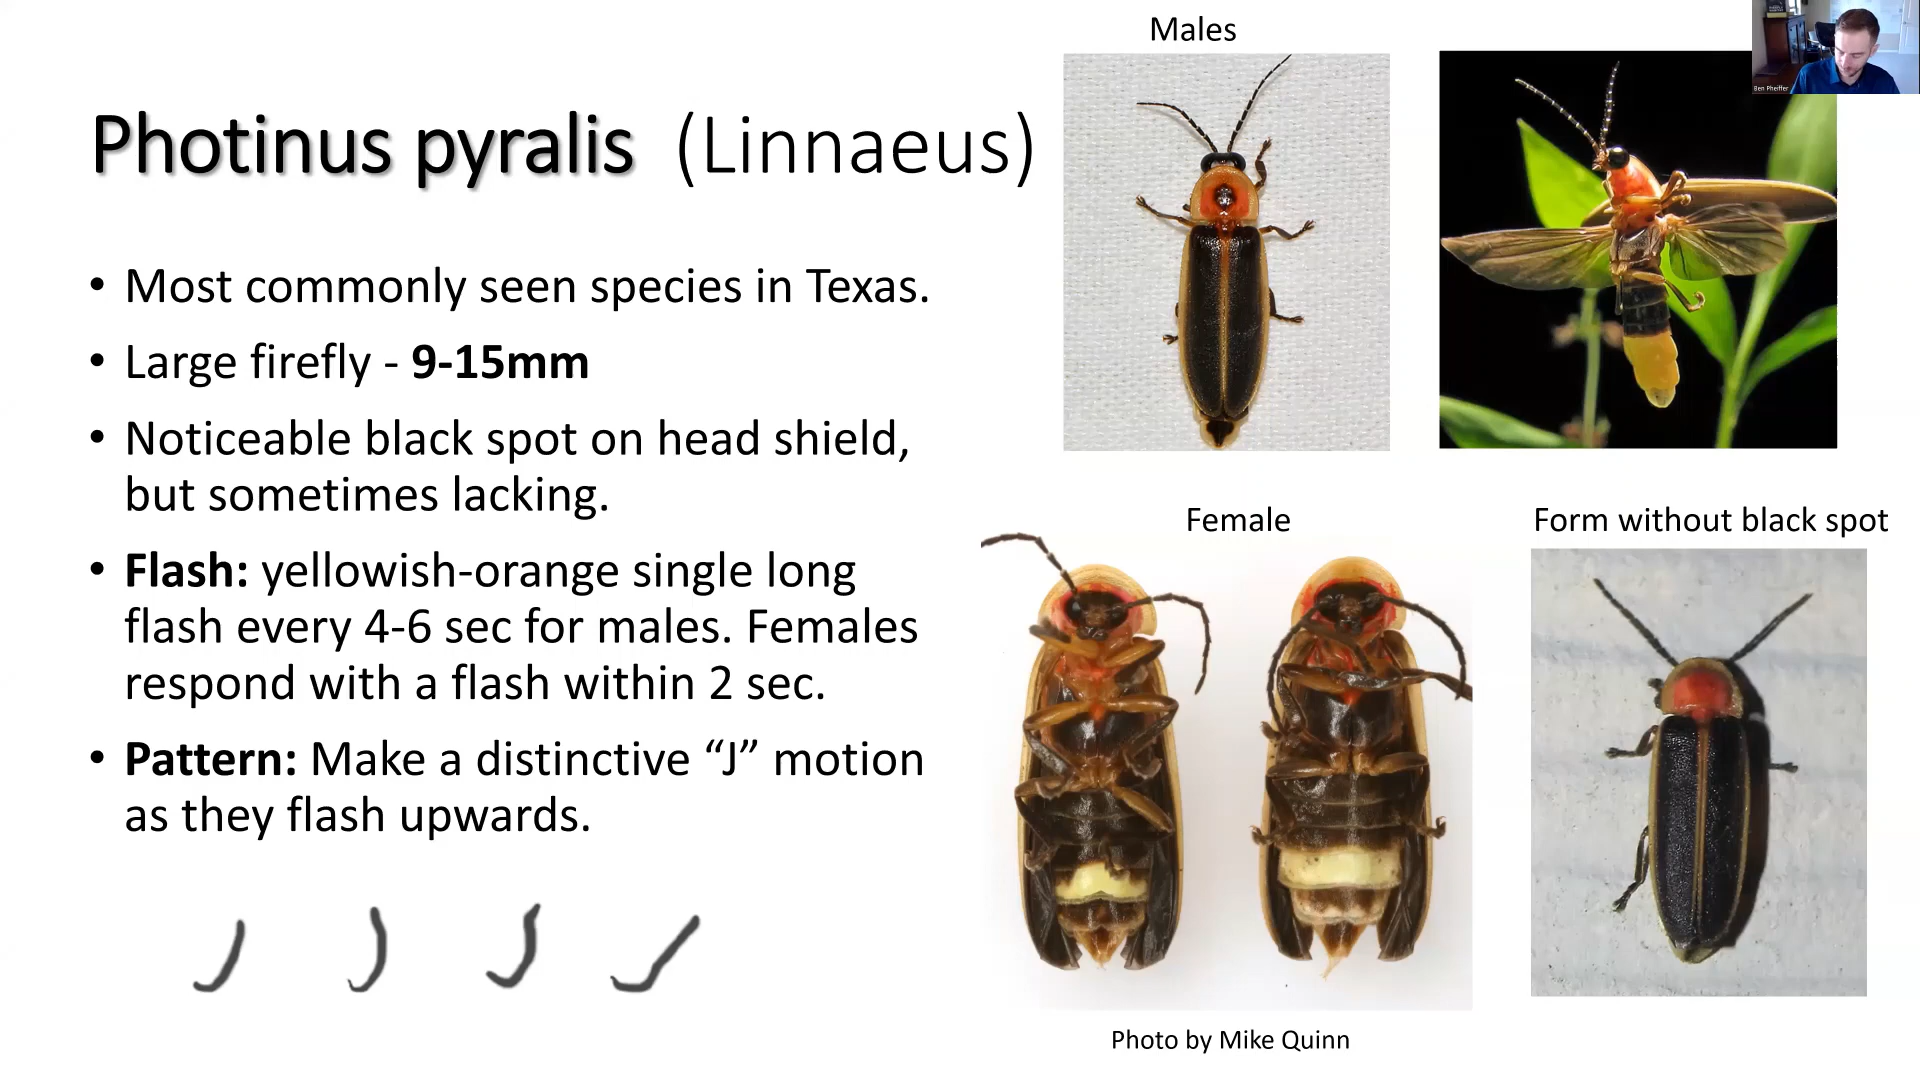 Males
Ben Pheiffer
Photinus pyralis (Linnaeus)
• Most commonly seen species in Texas.
• Large firefly - 9-15mm
• Noticeable black spot on head shield,
but sometimes lacking.
• Flash: yellowish-orange single long
flash every 4-6 sec for males. Females
respond with a flash within 2 sec.
• Pattern: Make a distinctive “J” motion
as they flash upwards.
Female
Form without black spot
Photo by Mike Quinn